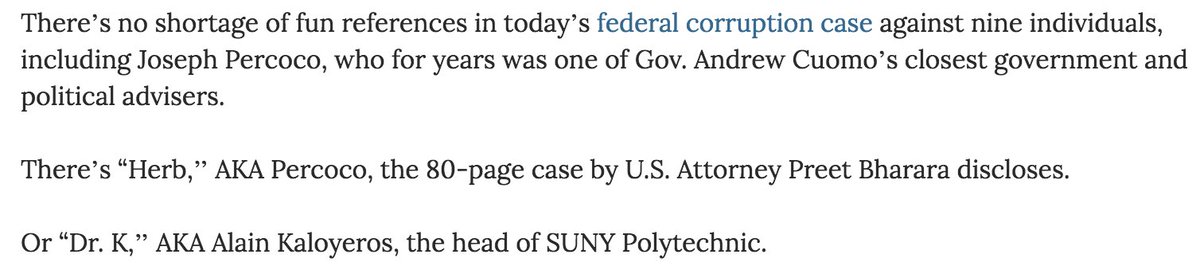 There’s no shortage of fun references in today’s federal corruption case against nine individuals,
including Joseph Percoco, who for years was one of Gov. Andrew Cuomo’s closest government and
political advisers.
There’s “Herb,’’ AKA Percoco, the 80-page case by U.S. Attorney Preet Bharara discloses.
Or “Dr. K,’’ AKA Alain Kaloyeros, the head of SUNY Polytechnic.